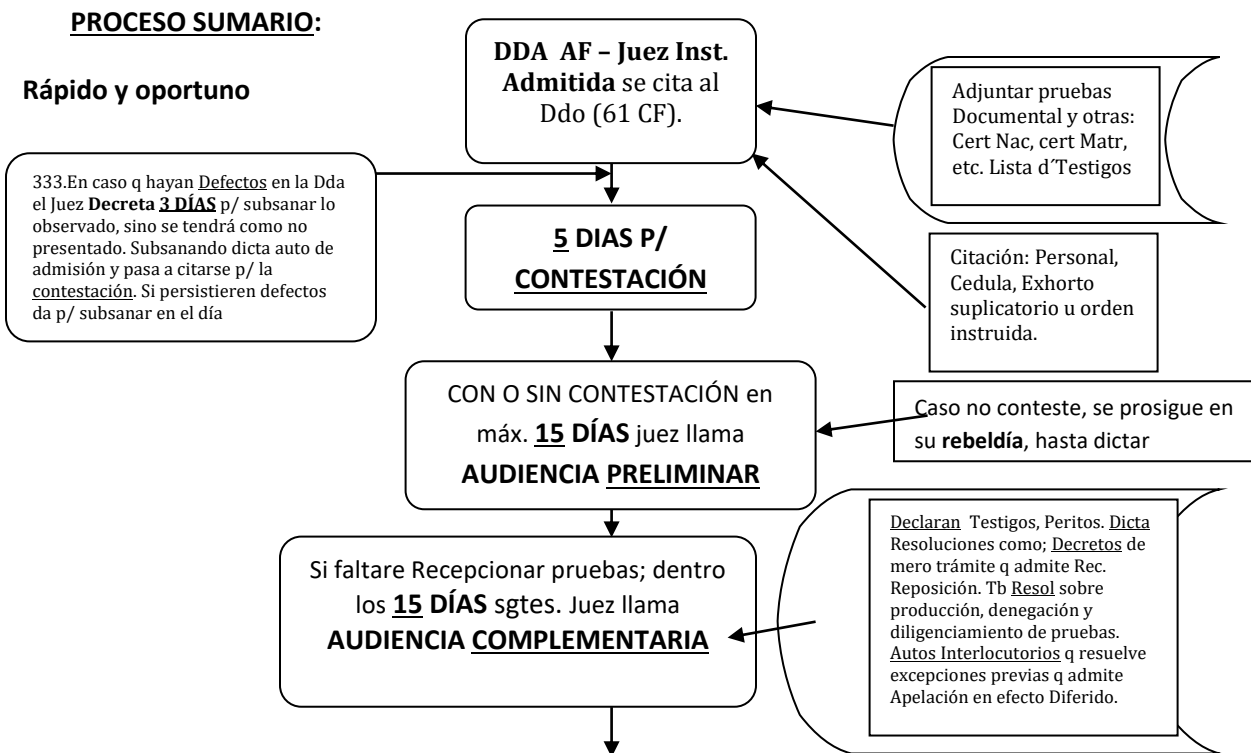 PROCESO SUMARIO:
Rápido y oportuno
DDA AF – Juez Inst.
Admitida se cita al
Ddo (61 CF).
Adjuntar pruebas
Documental y otras:
Cert Nac, cert Matr,
etc. Lista d´Testigos
333.En caso q hayan Defectos en la Dda
el Juez Decreta 3 DÍAS p/ subsanar lo
observado, sino se tendrá como no
presentado. Subsanando dicta auto de
admisión y pasa a citarse p/ la
contestación. Si persistieren defectos
da p/ subsanar en el día
5 DIAS P/
CONTESTACIÓN
Citación: Personal,
Cedula, Exhorto
suplicatorio u orden
instruida.
CON O SIN CONTESTACIÓN en
máx. 15 DÍAS juez llama
AUDIENCIA PRELIMINAR
Caso no conteste, se prosigue en
su rebeldía, hasta dictar
Si faltare Recepcionar pruebas; dentro
los 15 DÍAS sgtes. Juez llama
AUDIENCIA COMPLEMENTARIA
Declaran Testigos, Peritos. Dicta
Resoluciones como; Decretos de
mero trámite q admite Rec.
Reposición. Tb Resol sobre
producción, denegación y
diligenciamiento de pruebas.
Autos Interlocutorios q resuelve
excepciones previas q admite
Apelación en efecto Diferido.